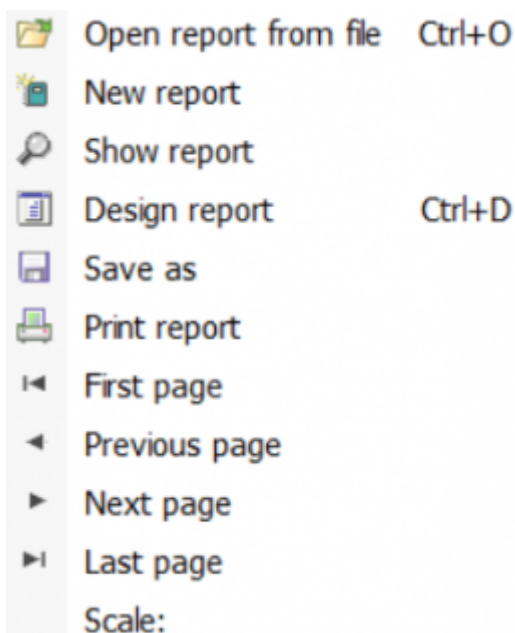 Open report from file Ctrl+O
New report
Show report
Design report Ctrl+D
Save as
Print report
First page
Previous page
Next page
Last page
Scale: